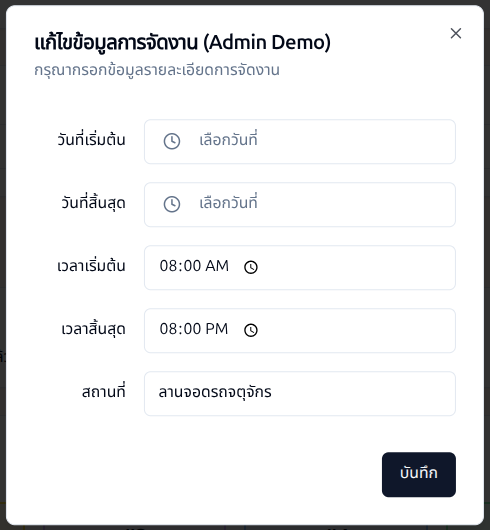 แก้ไขข้อมูลการจัดงาน (Admin Demo)
กรุณากรอกข้อมูลรายละเอียดการจัดงาน
วันที่เริ่มต้น เลือกวันที่
วันที่สิ้นสุด เลือกวันที่
เวลาเริ่มต้น 08:00 AM
เวลาสิ้นสุด 08:00 PM
สถานที่ ลานจอดรถจตุจักร
บันทึก